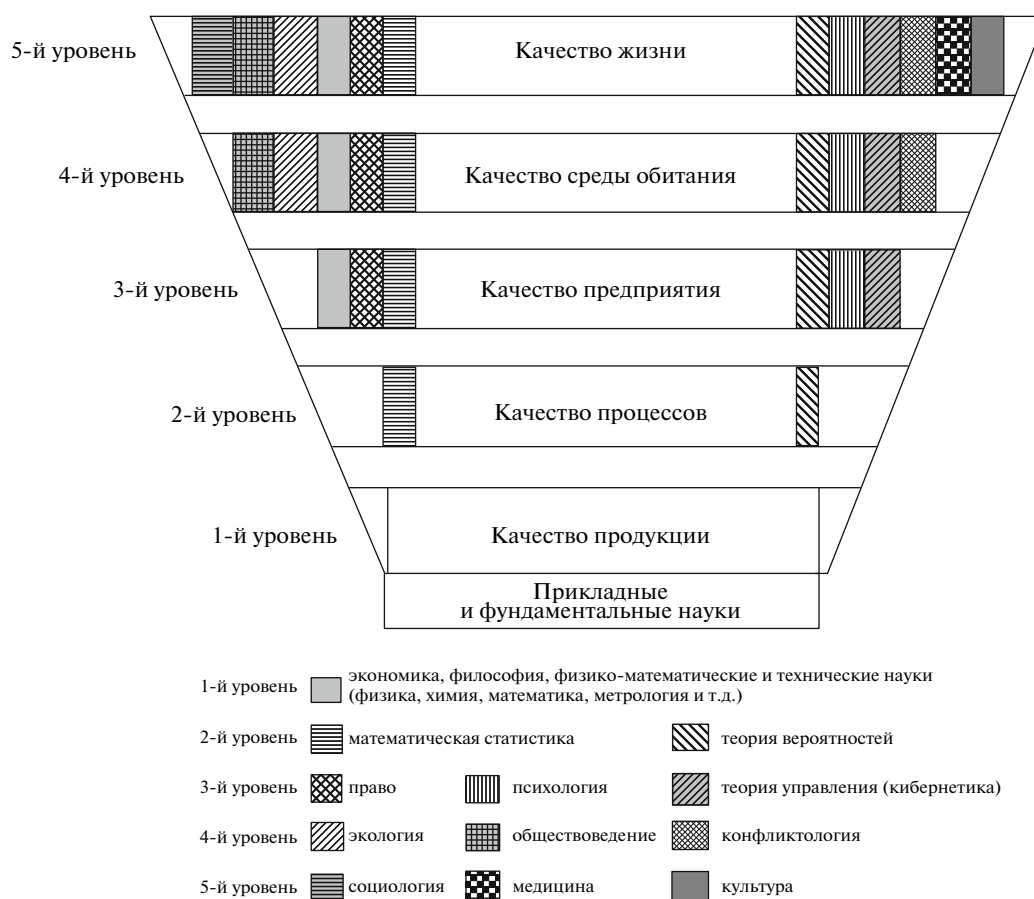 5-й уровень
Качество жизни
4-й уровень
Качество среды обитания
3-й уровень
Качество предприятия
2-й уровень
Качество процессов
1-й уровень
Качество продукции
Прикладные
и фундаментальные науки
1-й уровень
экономика, философия, физико-математические и технические науки
(физика, химия, математика, метрология и т.д.)
2-й уровень математическая статистика теория вероятностей
3-й уровень право психология теория управления (кибернетика)
4-й уровень экология обществоведение конфликтология
5-й уровень социология медицина культура